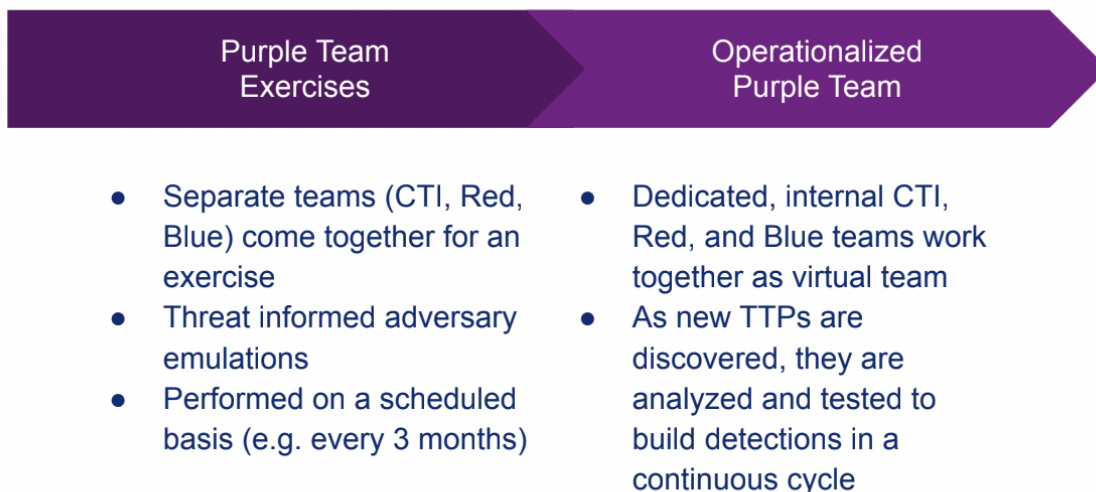 Purple Team
Exercises
Operationalized
Purple Team
● Separate teams (CTI, Red,
Blue) come together for an
exercise
● Threat informed adversary
emulations
● Performed on a scheduled
basis (e.g. every 3 months)
● Dedicated, internal CTI,
Red, and Blue teams work
together as virtual team
● As new TTPs are
discovered, they are
analyzed and tested to
build detections in a
continuous cycle